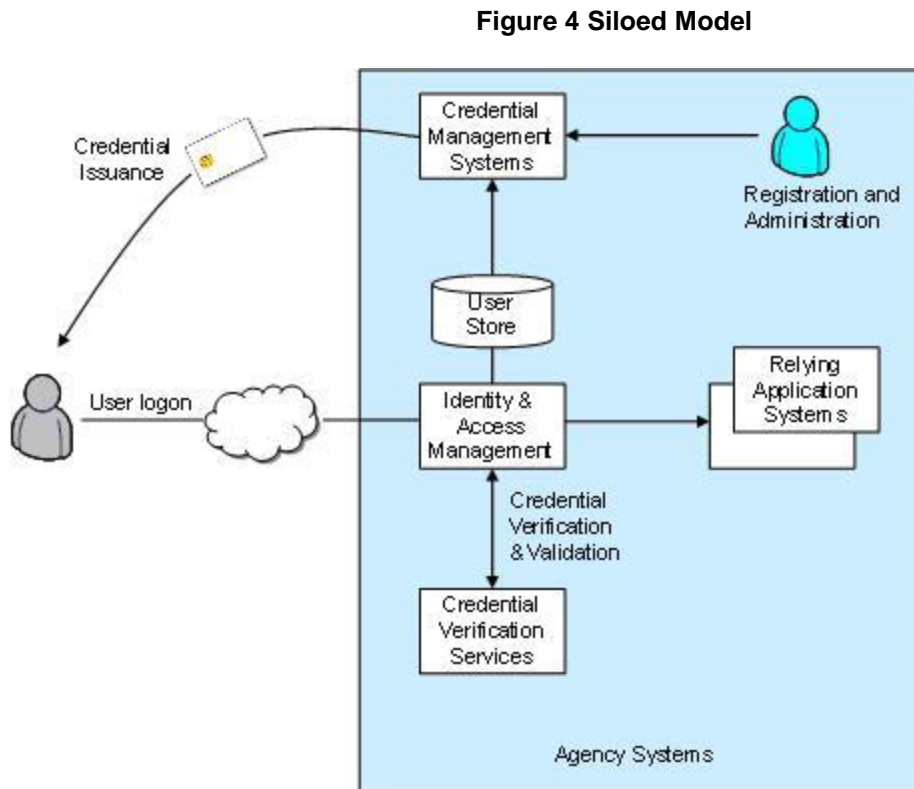 Figure 4 Siloed Model
Credential
Management
Systems
Credential
Issuance
Registration and
Administration
User
Store
Relying
Application
Systems
User logon
Identity &
Access
Management
Credential
Verification
& Validation
Credential
Verification
Services
Agency Systems